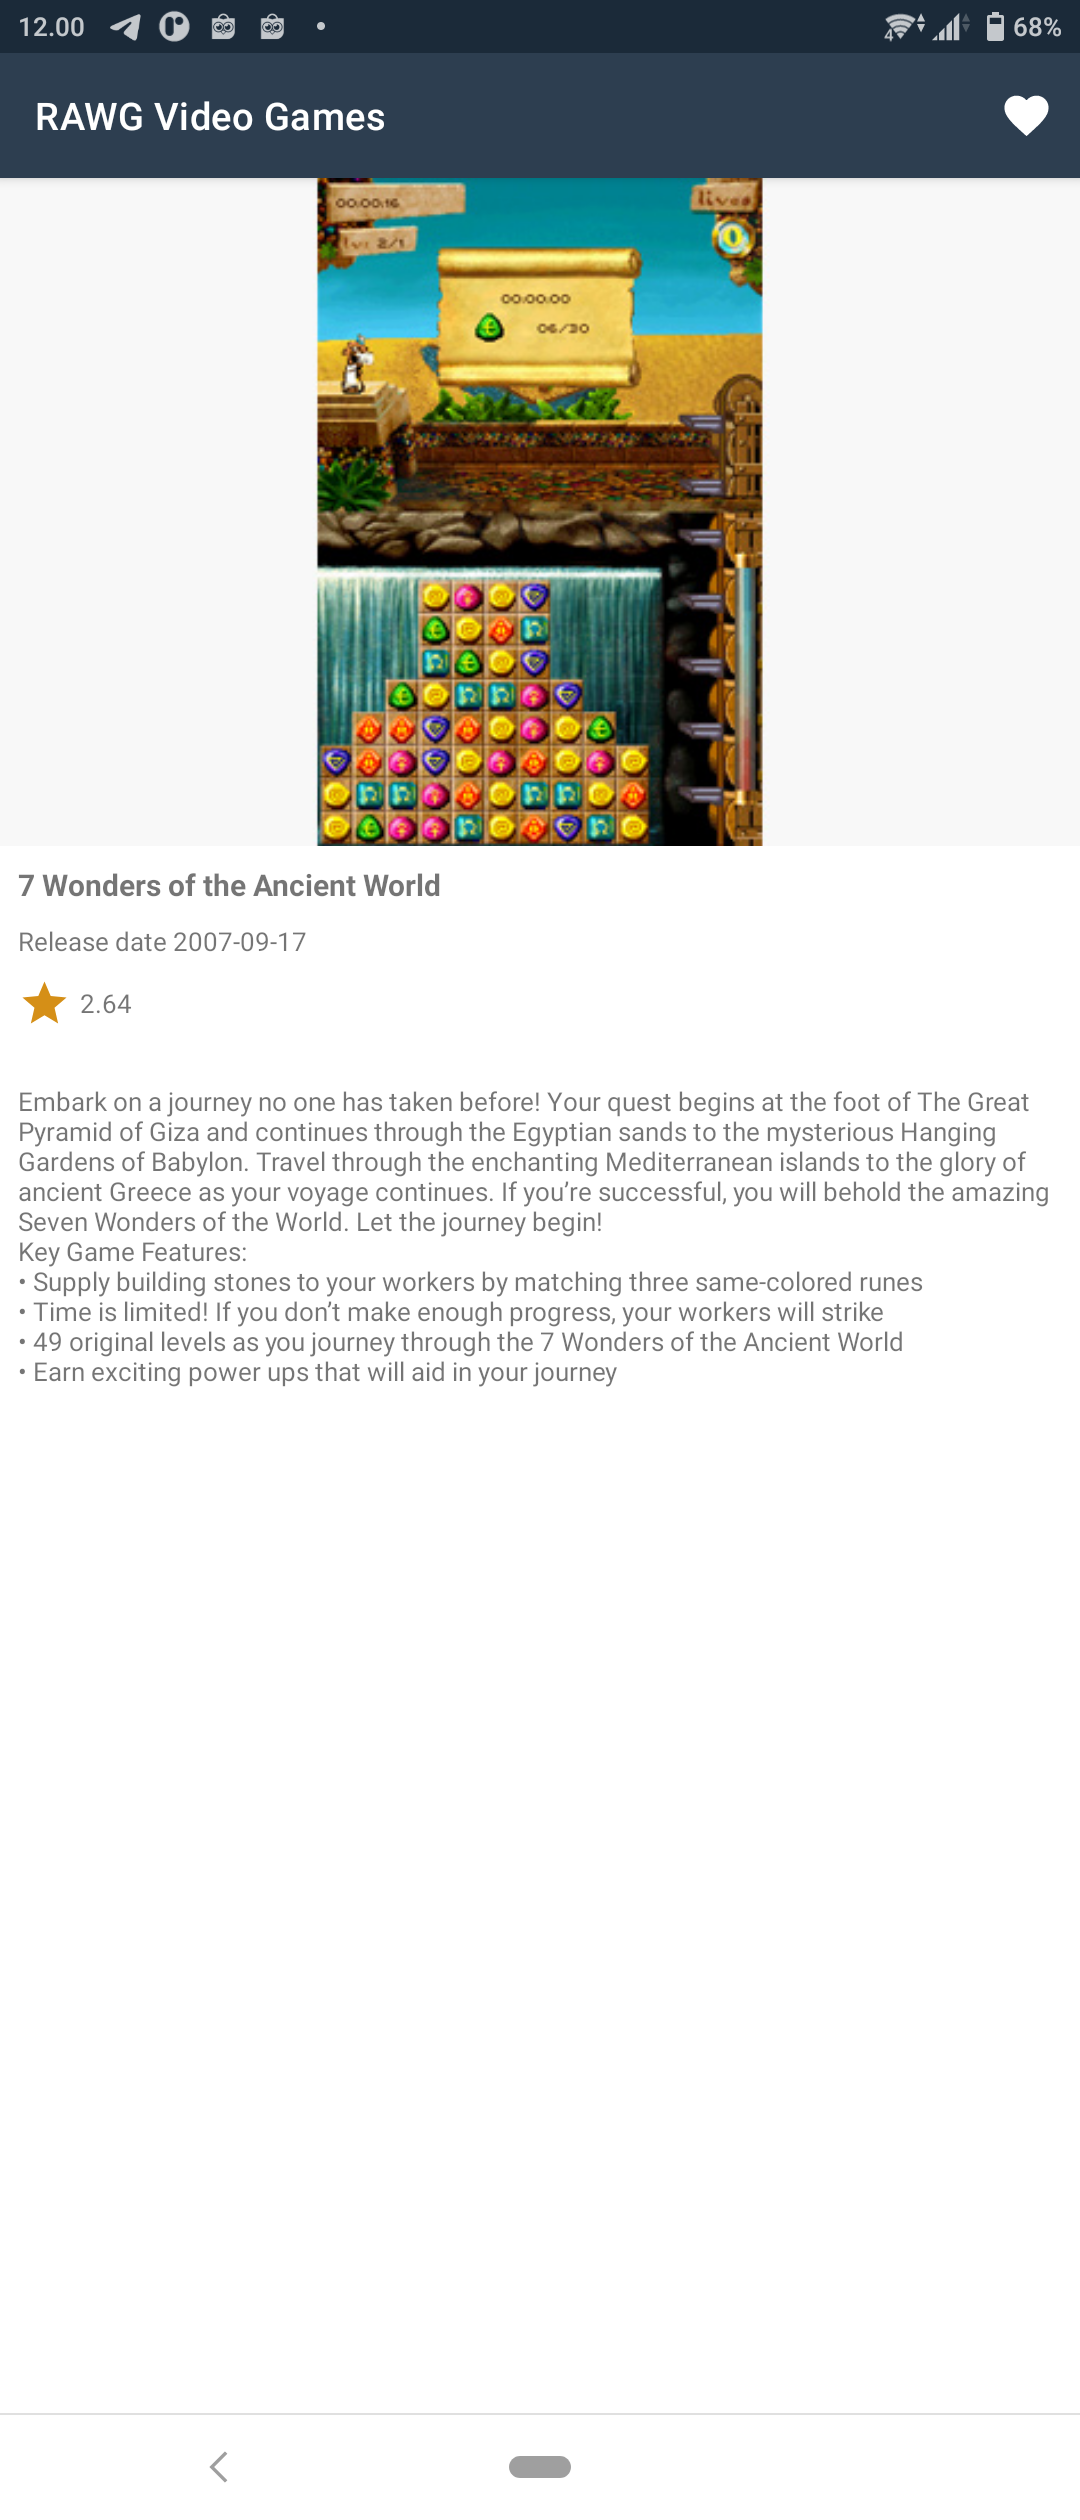 12.00
4
68%
RAWG Video Games
00:00:16
lives
lvl 2/1
0
00:00:00
06/30
7 Wonders of the Ancient World
Release date 2007-09-17
2.64
Embark on a journey no one has taken before! Your quest begins at the foot of The Great
Pyramid of Giza and continues through the Egyptian sands to the mysterious Hanging
Gardens of Babylon. Travel through the enchanting Mediterranean islands to the glory of
ancient Greece as your voyage continues. If you’re successful, you will behold the amazing
Seven Wonders of the World. Let the journey begin!
Key Game Features:
• Supply building stones to your workers by matching three same-colored runes
• Time is limited! If you don’t make enough progress, your workers will strike
• 49 original levels as you journey through the 7 Wonders of the Ancient World
• Earn exciting power ups that will aid in your journey